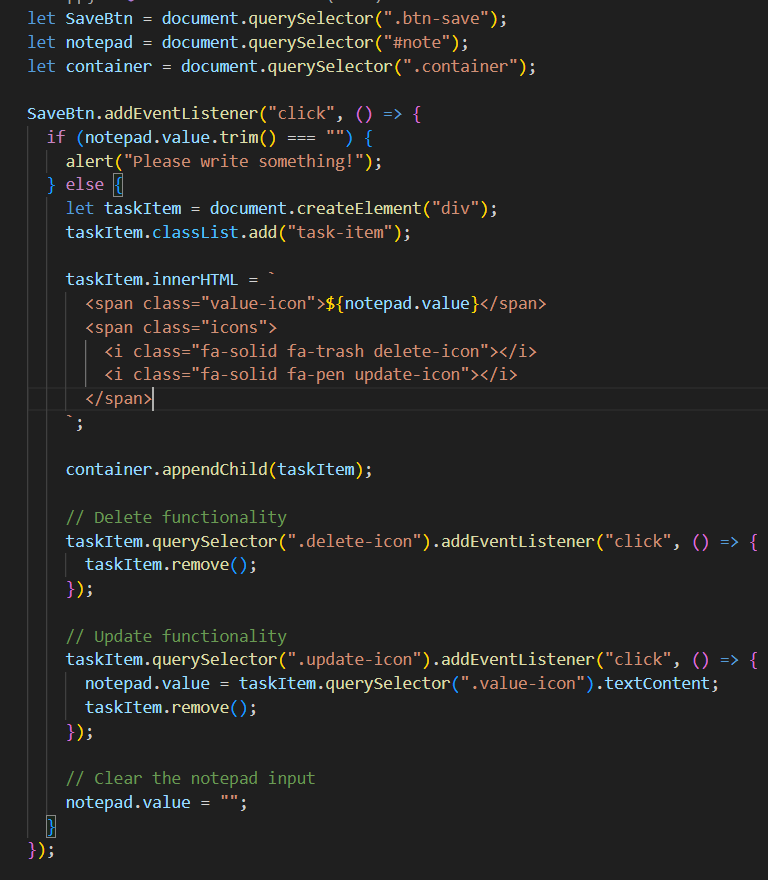 let SaveBtn = document.querySelector(".btn-save");
let notepad = document.querySelector("#note");
let container = document.querySelector(".container");
SaveBtn.addEventListener("click", () => {
  if (notepad.value.trim() === "") {
    alert("Please write something!");
  } else {
    let taskItem = document.createElement("div");
    taskItem.classList.add("task-item");
    taskItem.innerHTML = `
      <span class="value-icon">${notepad.value}</span>
      <span class="icons">
        <i class="fa-solid fa-trash delete-icon"></i>
        <i class="fa-solid fa-pen update-icon"></i>
      </span>
    `;
    container.appendChild(taskItem);
    // Delete functionality
    taskItem.querySelector(".delete-icon").addEventListener("click", () => {
      taskItem.remove();
    });
    // Update functionality
    taskItem.querySelector(".update-icon").addEventListener("click", () => {
      notepad.value = taskItem.querySelector(".value-icon").textContent;
      taskItem.remove();
    });
    // Clear the notepad input
    notepad.value = "";
  }
});